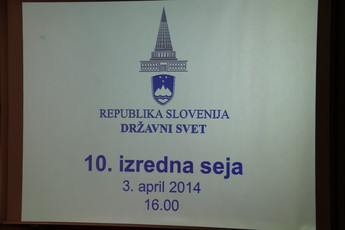 REPUBLIKA SLOVENIJA
DRŽAVNI SVET
10. izredna seja
3. april 2014
16.00